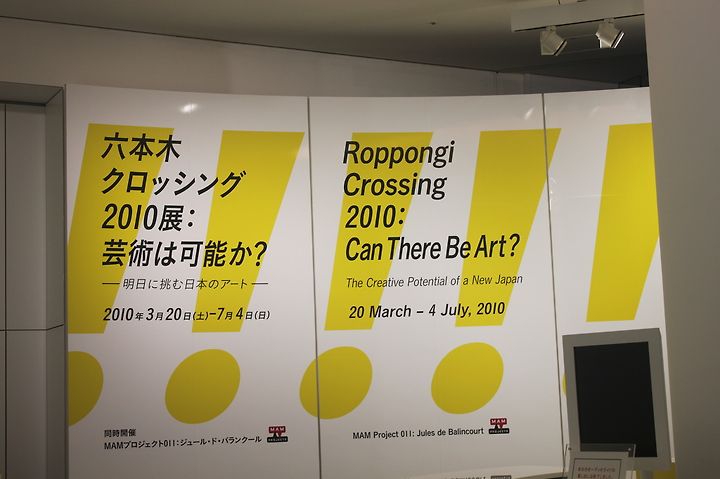 六本木
クロッシング
2010展：
芸術は可能か？
―明日に挑む日本のアート―
2010年3月20日(土)–7月4日(日)
同時開催
MAMプロジェクト011：ジュール・ド・バランクール
MAM
PROJECTS
Roppongi
Crossing
2010:
Can There Be Art?
The Creative Potential of a New Japan
20 March – 4 July, 2010
MAM Project 011: Jules de Balincourt
MAM
PROJECTS